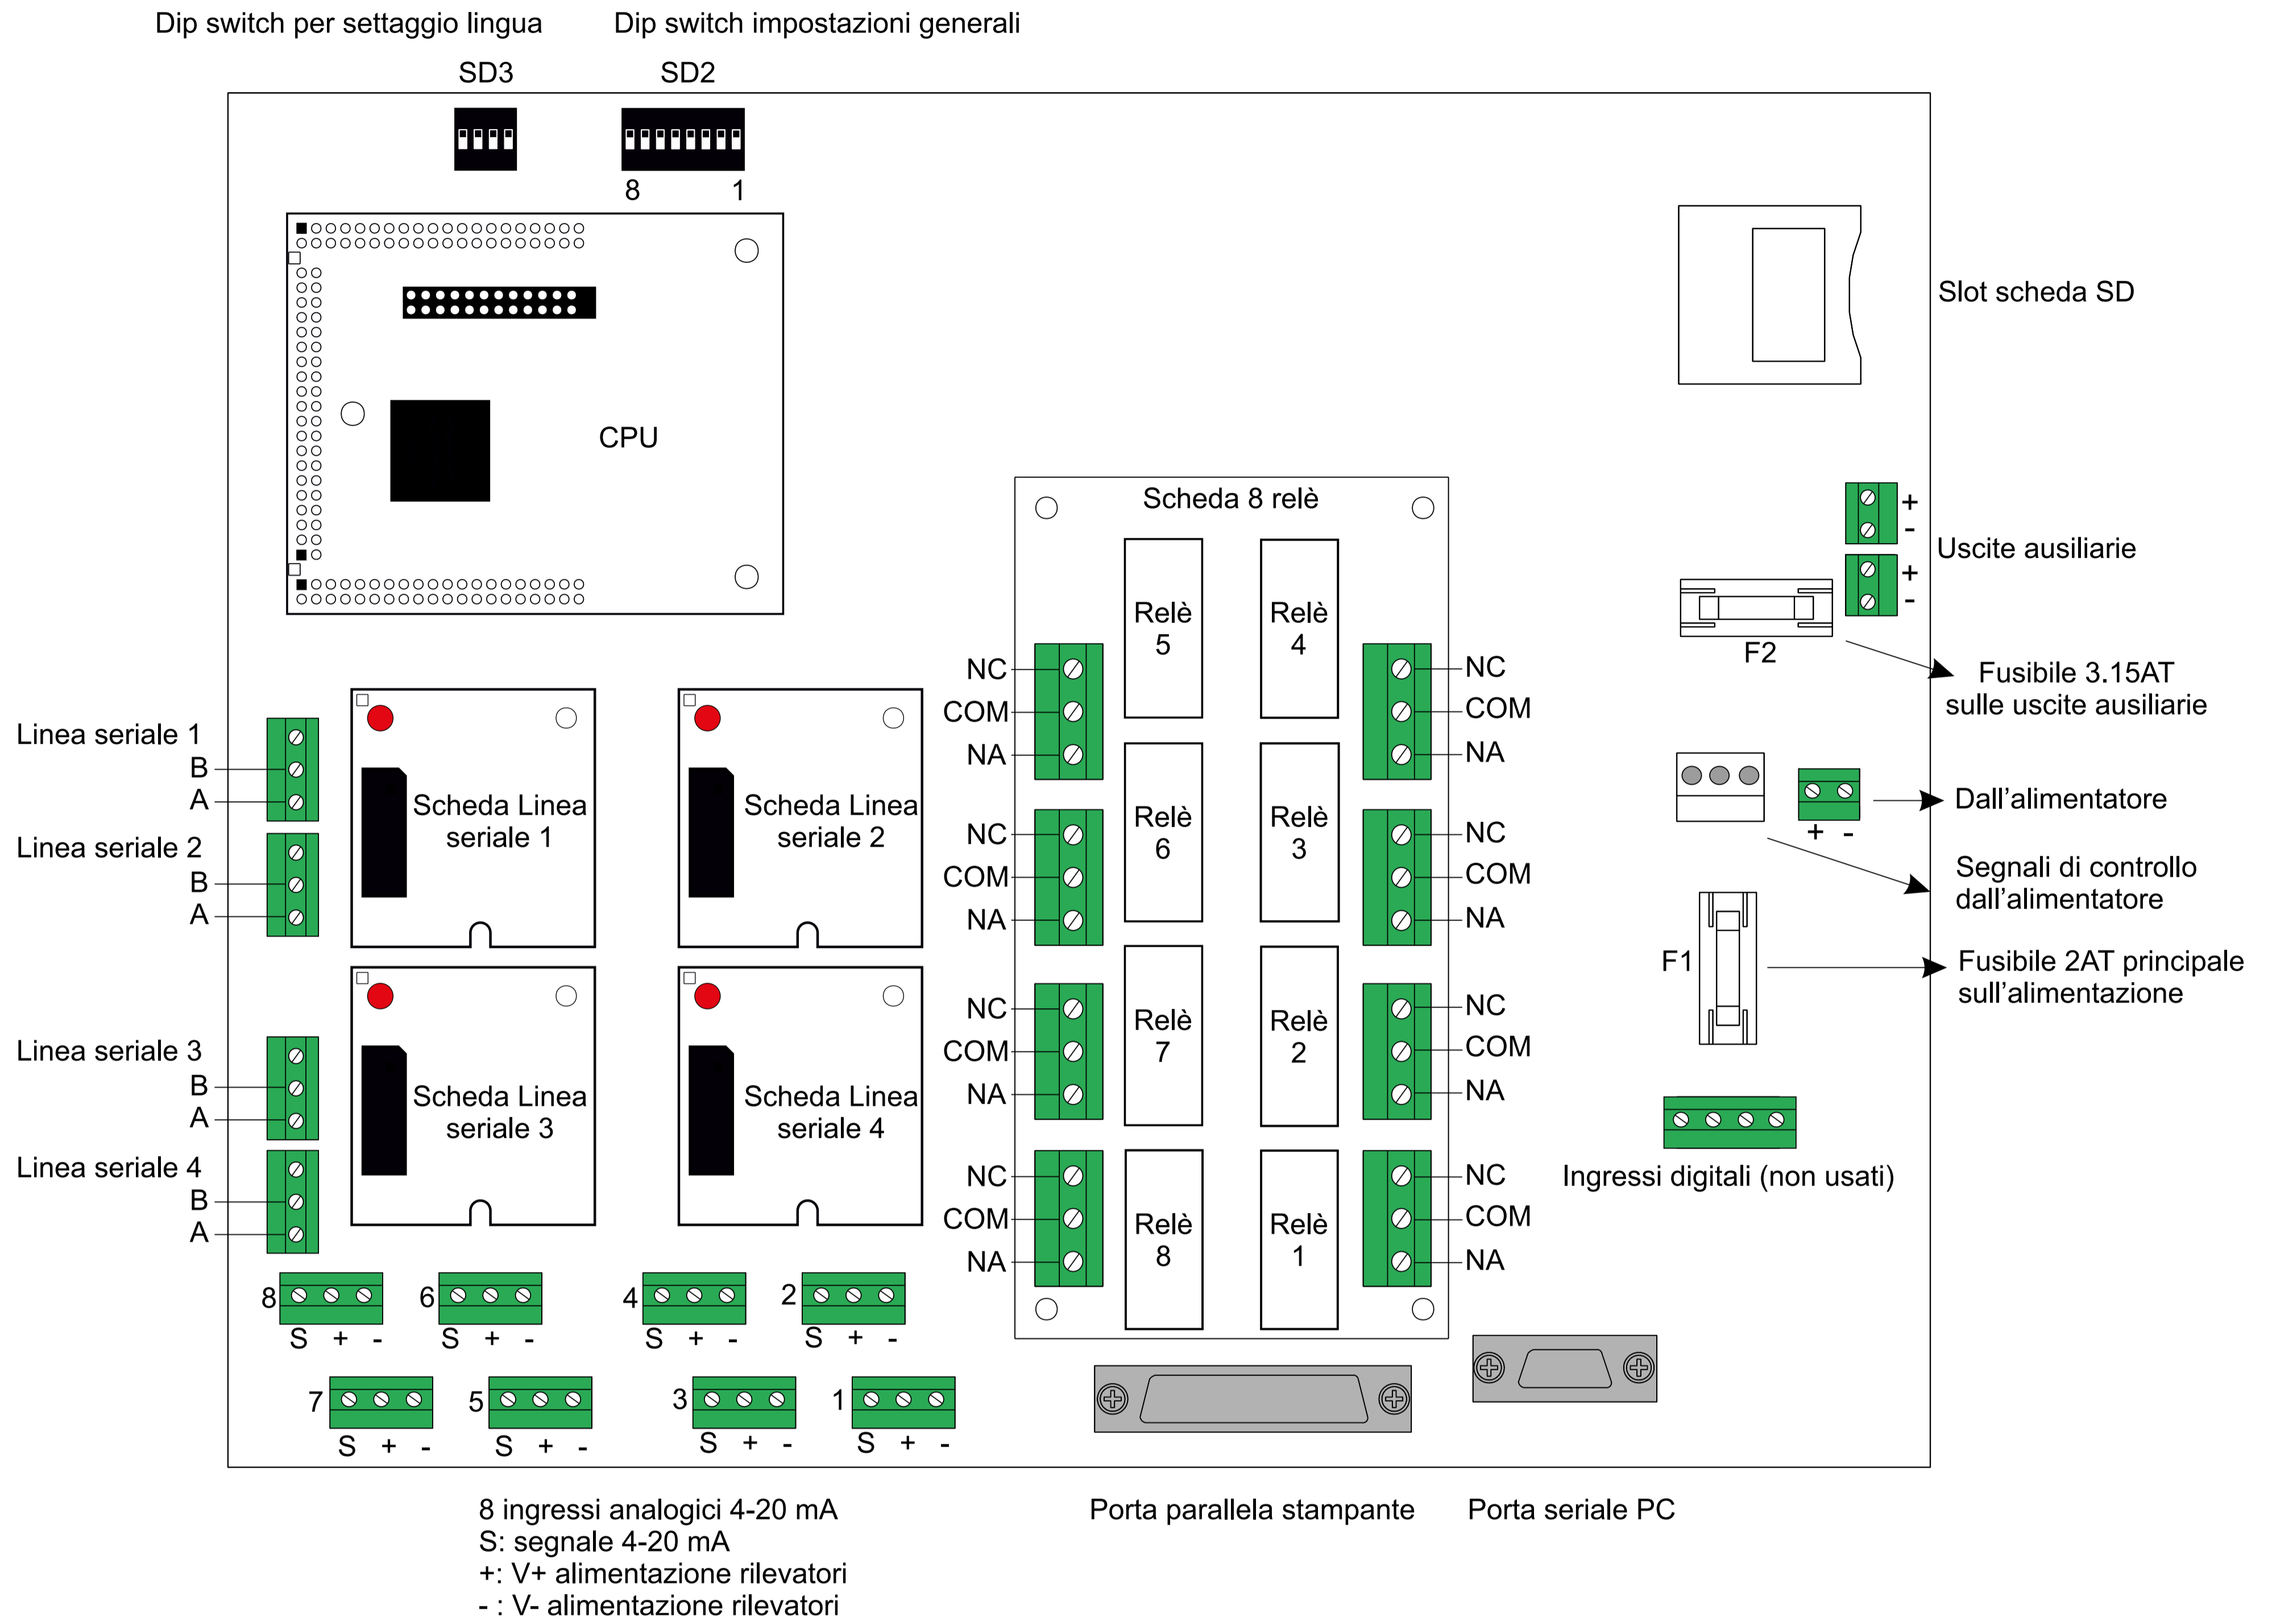 Dip switch per settaggio lingua
Dip switch impostazioni generali
SD3
SD2
8
1
CPU
Slot scheda SD
Scheda 8 relè
Relè
5
Relè
4
Relè
6
Relè
3
Relè
7
Relè
2
Relè
8
Relè
1
NC
COM
NA
NC
COM
NA
NC
COM
NA
NC
COM
NA
NC
COM
NA
NC
COM
NA
NC
COM
NA
NC
COM
NA
+
-
Uscite ausiliarie
+
-
F2
Fusibile 3.15AT
sulle uscite ausiliarie
Dall'alimentatore
+ -
Segnali di controllo
dall'alimentatore
F1
Fusibile 2AT principale
sull'alimentazione
Ingressi digitali (non usati)
Linea seriale 1
B
A
Linea seriale 2
B
A
Linea seriale 3
B
A
Linea seriale 4
B
A
Scheda Linea
seriale 1
Scheda Linea
seriale 2
Scheda Linea
seriale 3
Scheda Linea
seriale 4
8
S + -
6
S + -
4
S + -
2
S + -
7
S + -
5
S + -
3
S + -
1
S + -
8 ingressi analogici 4-20 mA
S: segnale 4-20 mA
+: V+ alimentazione rilevatori
- : V- alimentazione rilevatori
Porta parallela stampante
Porta seriale PC